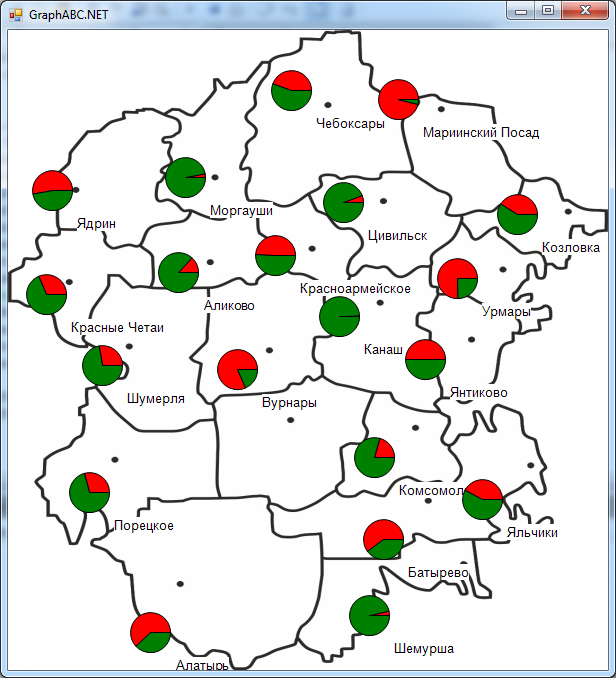 GraphABC.NET
Чебоксары
Мариинский Посад
Моргауши
Ядрин
Цивильск
Козловка
Красноармейское
Аликово
Урмары
Красные Четаи
Канаш
Янтиково
Шумерля
Вурнары
Комсомол
Порецкое
Яльчики
Батырево
Шемурша
Алатырь